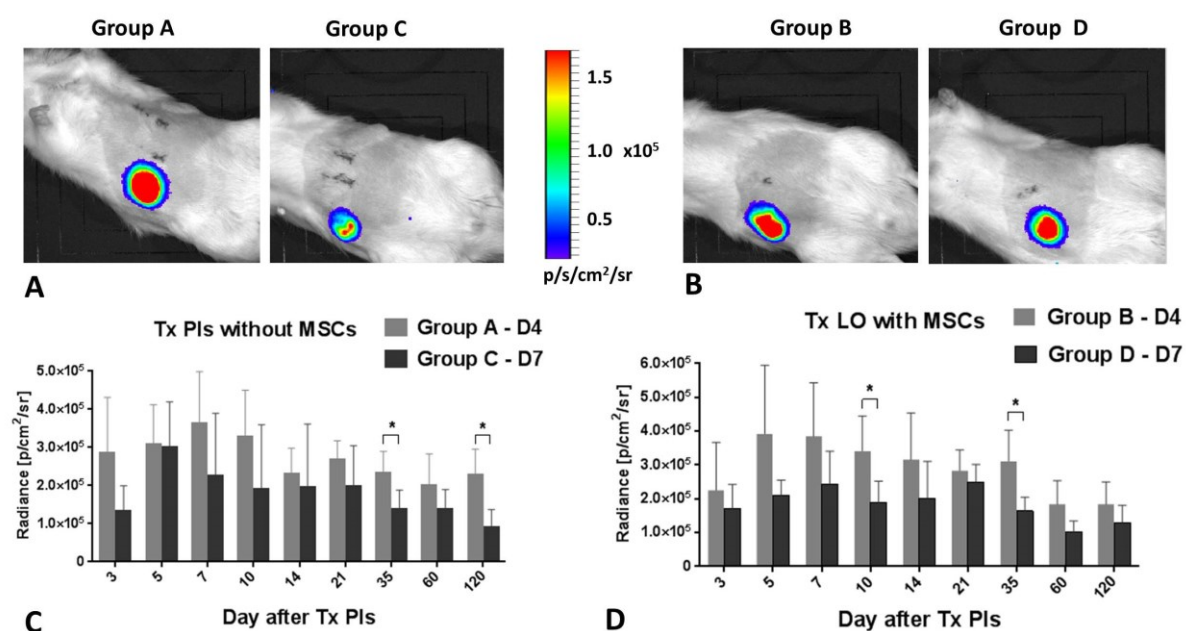 Group A
Group C
Group B
Group D
1.5
1.0 x10⁵
0.5
p/s/cm²/sr
A
B
Tx PIs without MSCs
Group A - D4
Group C - D7
Radiance [p/cm²/sr]
5.0×10⁵
4.0×10⁵
3.0×10⁵
2.0×10⁵
1.0×10⁵
0
* *
3 5 7 10 14 21 35 60 120
Day after Tx PIs
C
Tx LO with MSCs
Group B - D4
Group D - D7
Radiance [p/cm²/sr]
6.0×10⁵
5.0×10⁵
4.0×10⁵
3.0×10⁵
2.0×10⁵
1.0×10⁵
0
* *
3 5 7 10 14 21 35 60 120
Day after Tx PIs
D